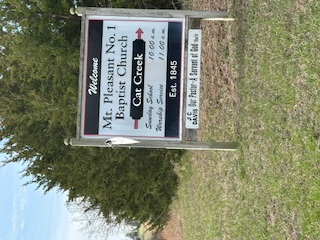 Welcome
Mt. Pleasant No. 1
Baptist Church
Cat Creek
Sunday School 10:00 a.m.
Worship Service 11:00 a.m.
Est. 1845
J C
DAVIS Our Pastor A Servant of God